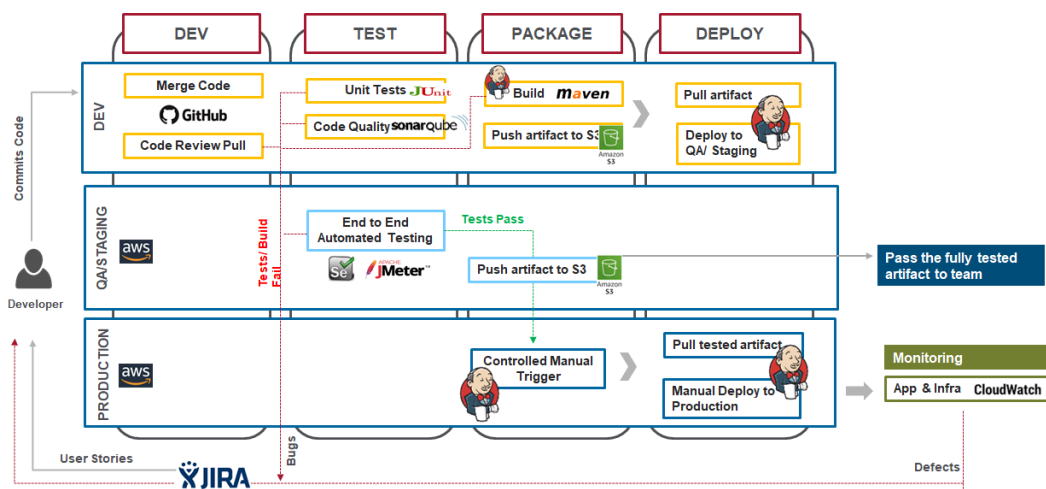 DEV
TEST
PACKAGE
DEPLOY
DEV
Merge Code
GitHub
Code Review Pull
Unit Tests JUnit
Code Quality sonarqube
Build maven
Push artifact to S3
Amazon
S3
Pull artifact
Deploy to
QA/ Staging
Commits Code
Developer
QA/STAGING
aws
Tests/ Build
Fail
End to End
Automated Testing
Se
APACHE
JMeter™
Tests Pass
Push artifact to S3
Amazon
S3
Pass the fully tested
artifact to team
PRODUCTION
aws
Controlled Manual
Trigger
Pull tested artifact
Manual Deploy to
Production
Monitoring
App & Infra CloudWatch
User Stories
JIRA
Bugs
Defects